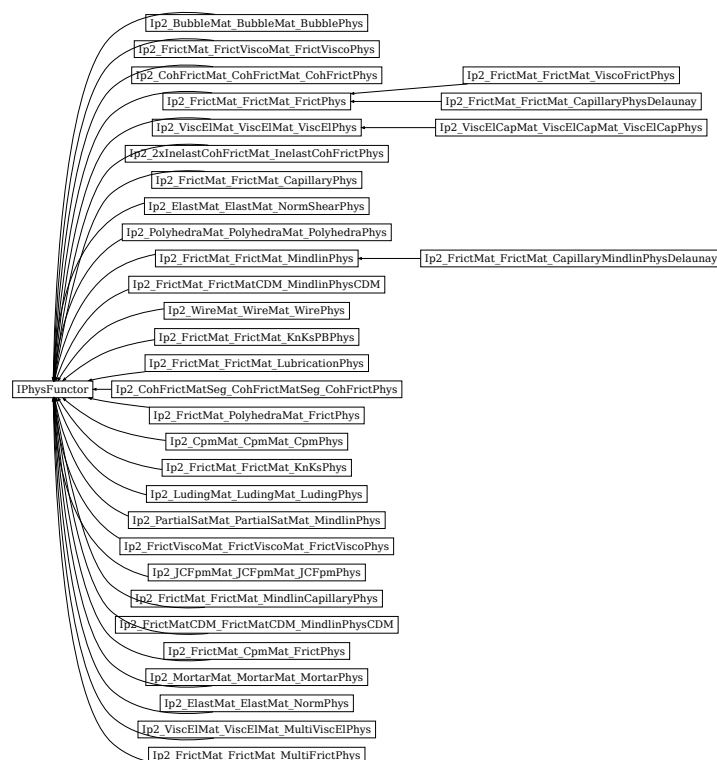 Ip2_BubbleMat_BubbleMat_BubblePhys
Ip2_FrictMat_FrictViscoMat_FrictViscoPhys
Ip2_CohFrictMat_CohFrictMat_CohFrictPhys
Ip2_FrictMat_FrictMat_ViscoFrictPhys
Ip2_FrictMat_FrictMat_FrictPhys
Ip2_FrictMat_FrictMat_CapillaryPhysDelaunay
Ip2_ViscElMat_ViscElMat_ViscElPhys
Ip2_ViscElCapMat_ViscElCapMat_ViscElCapPhys
Ip2_2xInelastCohFrictMat_InelastCohFrictPhys
Ip2_FrictMat_FrictMat_CapillaryPhys
Ip2_ElastMat_ElastMat_NormShearPhys
Ip2_PolyhedraMat_PolyhedraMat_PolyhedraPhys
Ip2_FrictMat_FrictMat_MindlinPhys
Ip2_FrictMat_FrictMat_CapillaryMindlinPhysDelaunay
Ip2_FrictMat_FrictMatCDM_MindlinPhysCDM
Ip2_WireMat_WireMat_WirePhys
Ip2_FrictMat_FrictMat_KnKsPBPhys
Ip2_FrictMat_FrictMat_LubricationPhys
IPhysFunctor
Ip2_CohFrictMatSeg_CohFrictMatSeg_CohFrictPhys
Ip2_FrictMat_PolyhedraMat_FrictPhys
Ip2_CpmMat_CpmMat_CpmPhys
Ip2_FrictMat_FrictMat_KnKsPhys
Ip2_LudingMat_LudingMat_LudingPhys
Ip2_PartialSatMat_PartialSatMat_MindlinPhys
Ip2_FrictViscoMat_FrictViscoMat_FrictViscoPhys
Ip2_JCFpmMat_JCFpmMat_JCFpmPhys
Ip2_FrictMat_FrictMat_MindlinCapillaryPhys
Ip2_FrictMatCDM_FrictMatCDM_MindlinPhysCDM
Ip2_FrictMat_CpmMat_FrictPhys
Ip2_MortarMat_MortarMat_MortarPhys
Ip2_ElastMat_ElastMat_NormPhys
Ip2_ViscElMat_ViscElMat_MultiViscElPhys
Ip2_FrictMat_FrictMat_MultiFrictPhys